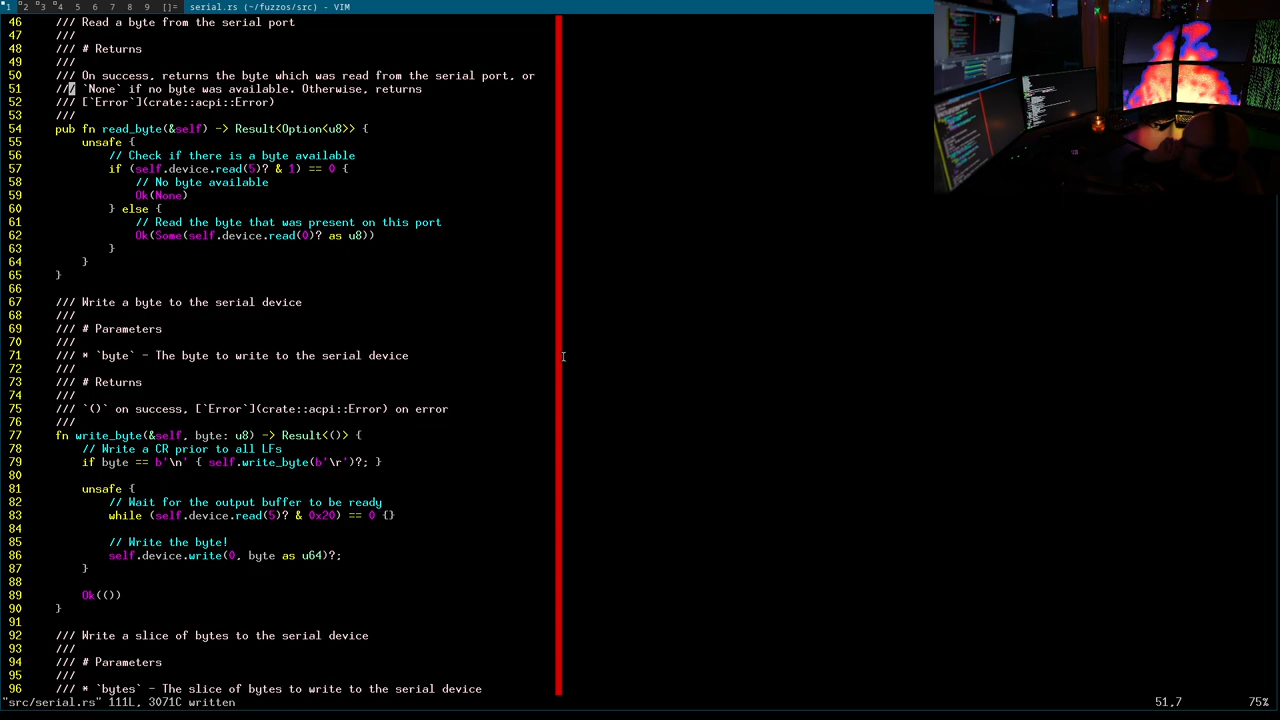 1 2 3 4 5 6 7 8 9 []= serial.rs (~/fuzzos/src) - VIM
46 /// Read a byte from the serial port
47 ///
48 /// # Returns
49 ///
50 /// On success, returns the byte which was read from the serial port, or
51 /// `None` if no byte was available. Otherwise, returns
52 /// [`Error`](crate::acpi::Error)
53 ///
54 pub fn read_byte(&self) -> Result<Option<u8>> {
55 unsafe {
56 // Check if there is a byte available
57 if (self.device.read(5)? & 1) == 0 {
58 // No byte available
59 Ok(None)
60 } else {
61 // Read the byte that was present on this port
62 Ok(Some(self.device.read(0)? as u8))
63 }
64 }
65 }
66
67 /// Write a byte to the serial device
68 ///
69 /// # Parameters
70 ///
71 /// * `byte` - The byte to write to the serial device
72 ///
73 /// # Returns
74 ///
75 /// `()` on success, [`Error`](crate::acpi::Error) on error
76 ///
77 fn write_byte(&self, byte: u8) -> Result<()> {
78 // Write a CR prior to all LFs
79 if byte == b'\n' { self.write_byte(b'\r')?; }
80
81 unsafe {
82 // Wait for the output buffer to be ready
83 while (self.device.read(5)? & 0x20) == 0 {}
84
85 // Write the byte!
86 self.device.write(0, byte as u64)?;
87 }
88
89 Ok(())
90 }
91
92 /// Write a slice of bytes to the serial device
93 ///
94 /// # Parameters
95 ///
96 /// * `bytes` - The slice of bytes to write to the serial device
"src/serial.rs" 111L, 3071C written 51,7 75%